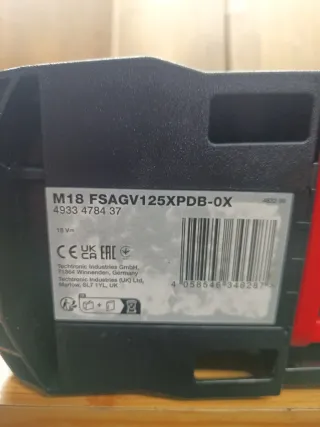 M18 FSAGV125XPDB-0X
4933 4784 37
18 V
CE UK CA EAC
Techtronic Industries GmbH,
71364 Winnenden, Germany
Techtronic Industries (UK) Ltd,
Marlow, SL7 1YL, UK
4 058546 340281